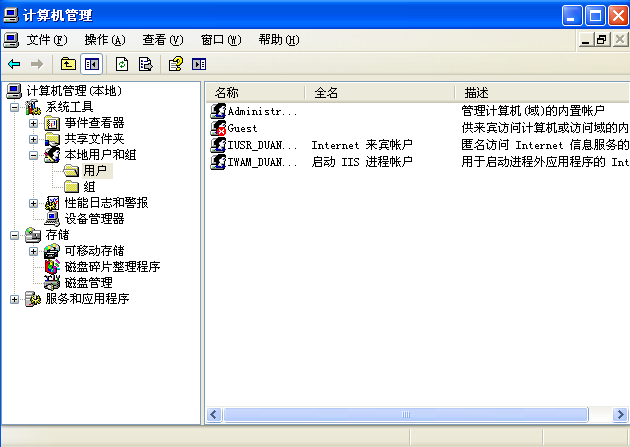 计算机管理
文件(F) 操作(A) 查看(V) 窗口(W) 帮助(H)
计算机管理(本地)
系统工具
事件查看器
共享文件夹
本地用户和组
用户
组
性能日志和警报
设备管理器
存储
可移动存储
磁盘碎片整理程序
磁盘管理
服务和应用程序
名称 全名 描述
Administr... 管理计算机(域)的内置帐户
Guest 供来宾访问计算机或访问域的内
IUSR_DUAN... Internet 来宾帐户 匿名访问 Internet 信息服务的
IWAM_DUAN... 启动 IIS 进程帐户 用于启动进程外应用程序的 Int